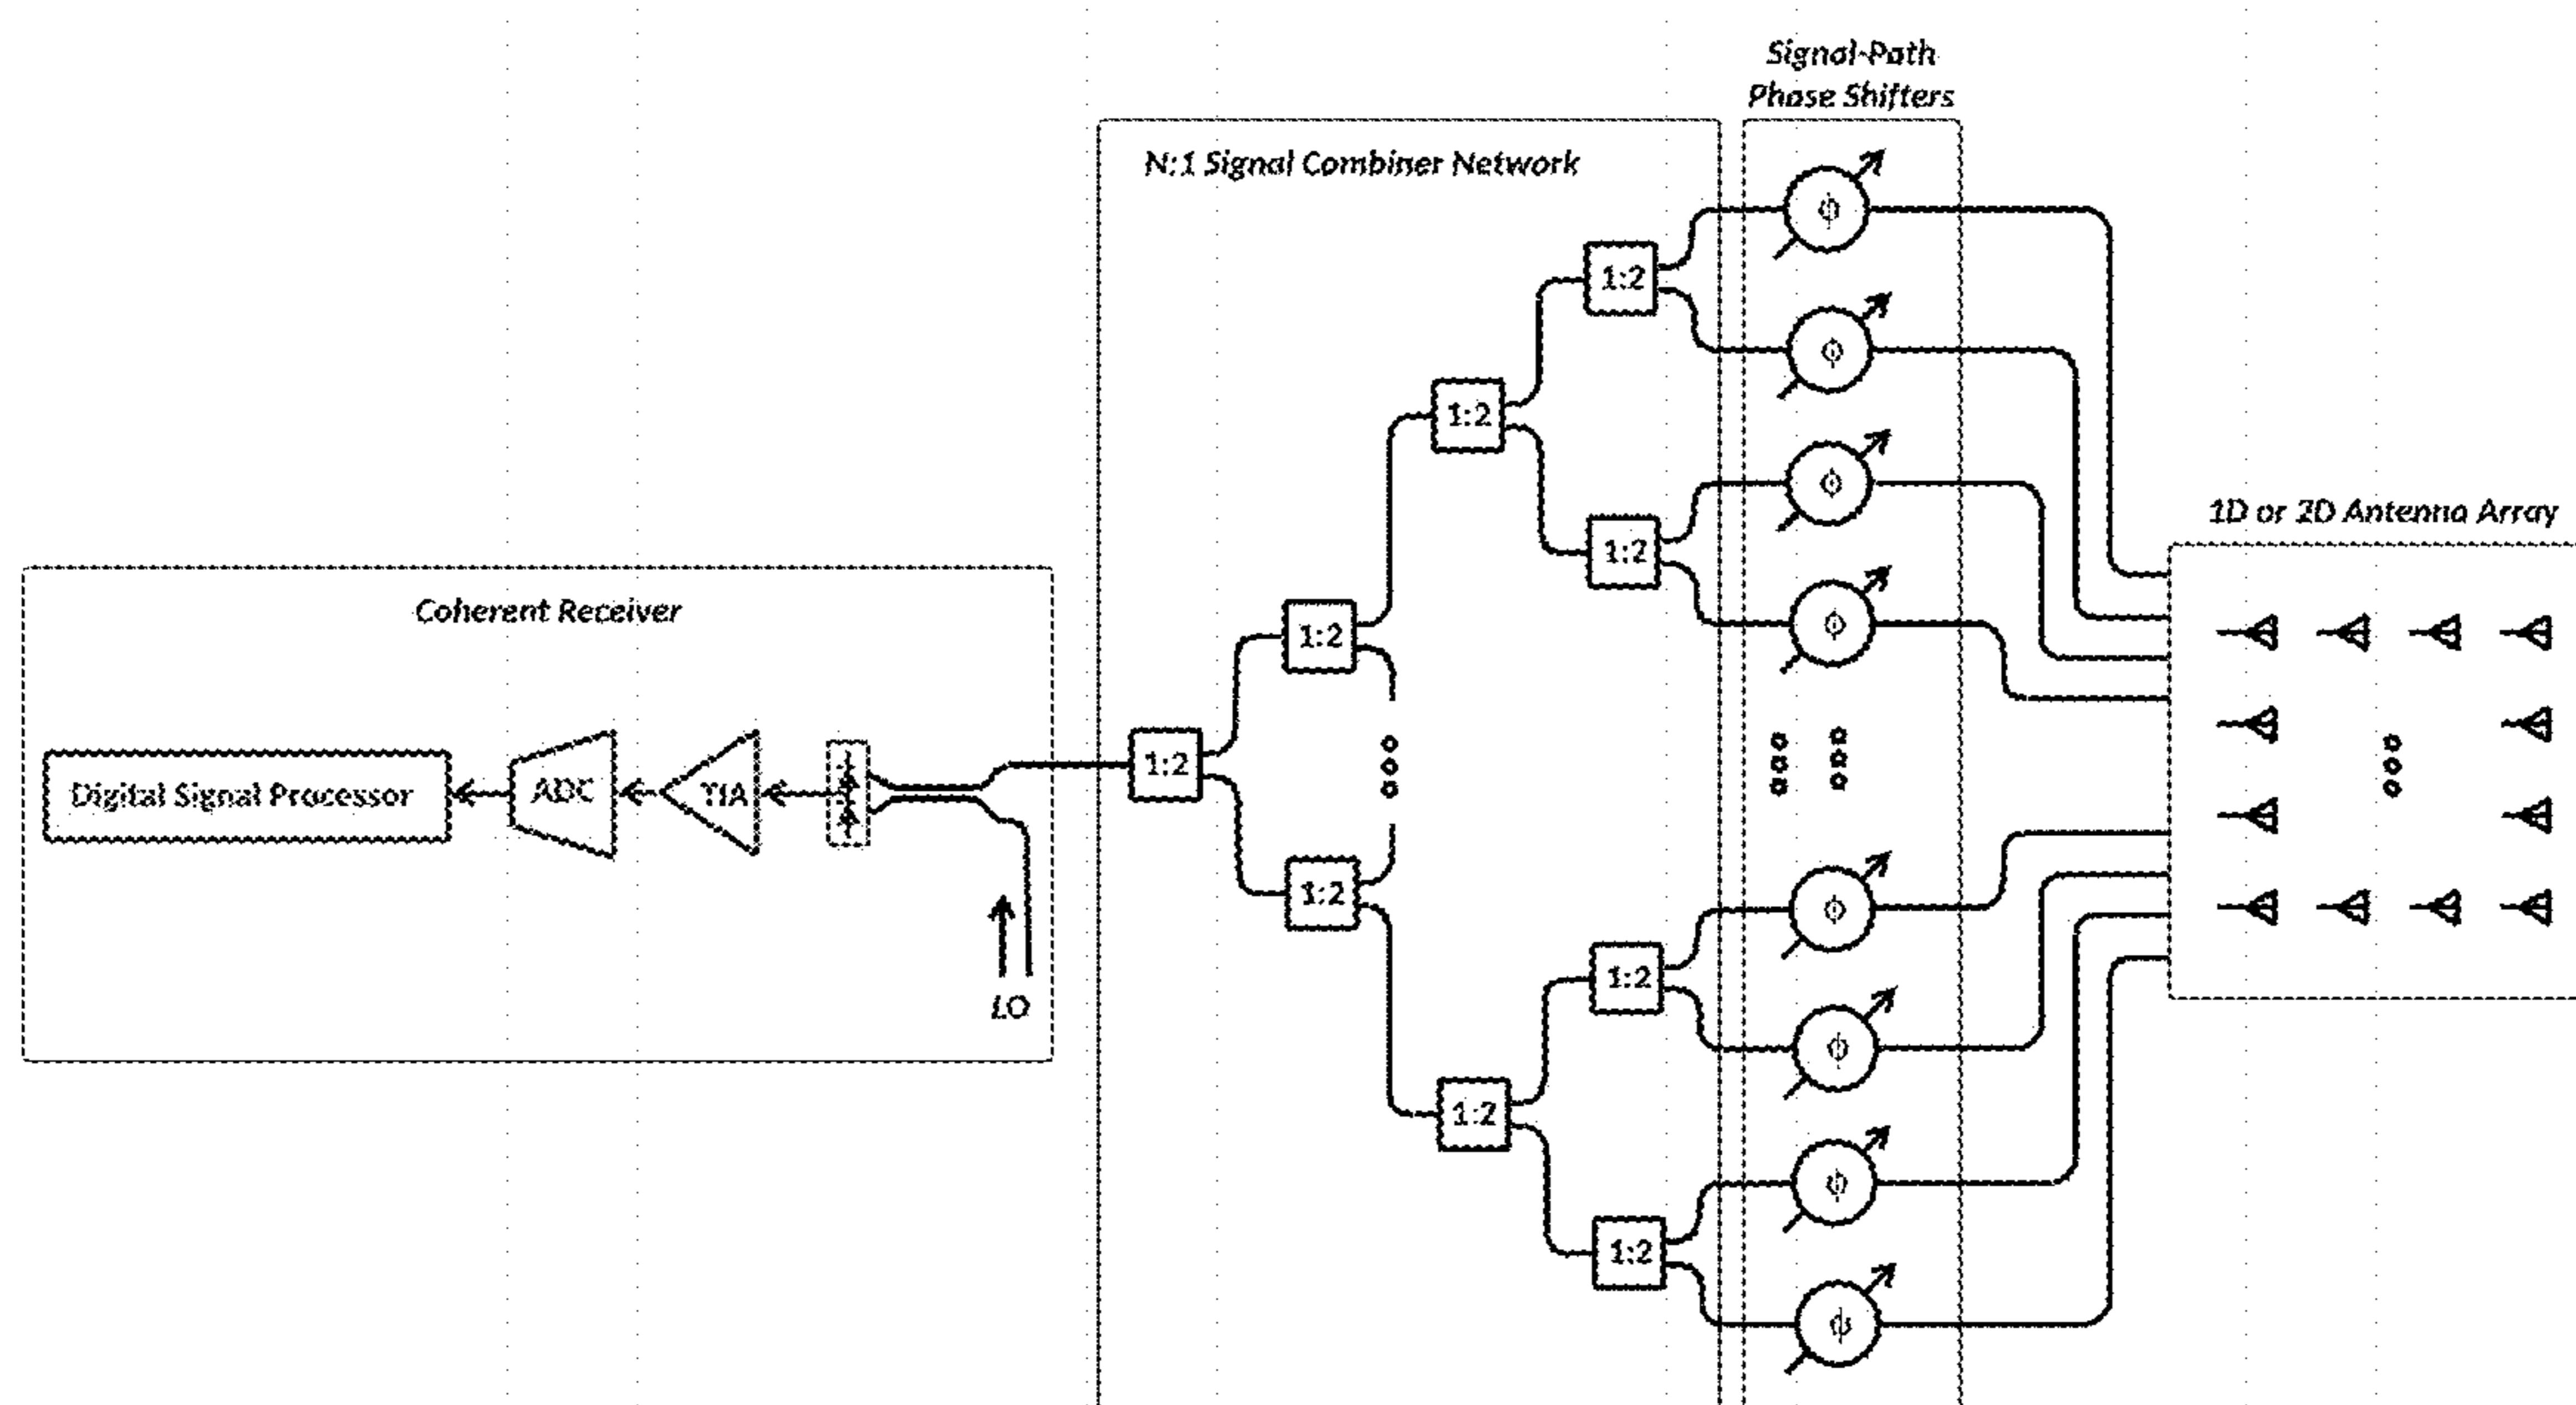 Signal-Path
Phase Shifters
N:1 Signal Combiner Network
ϕ
1:2
ϕ
1:2
ϕ
1:2
1D or 2D Antenna Array
Coherent Receiver
ϕ
1:2
1:2
Digital Signal Processor
ADC
TIA
1:2
ϕ
1:2
LO
ϕ
1:2
1:2
ϕ
1:2
ϕ